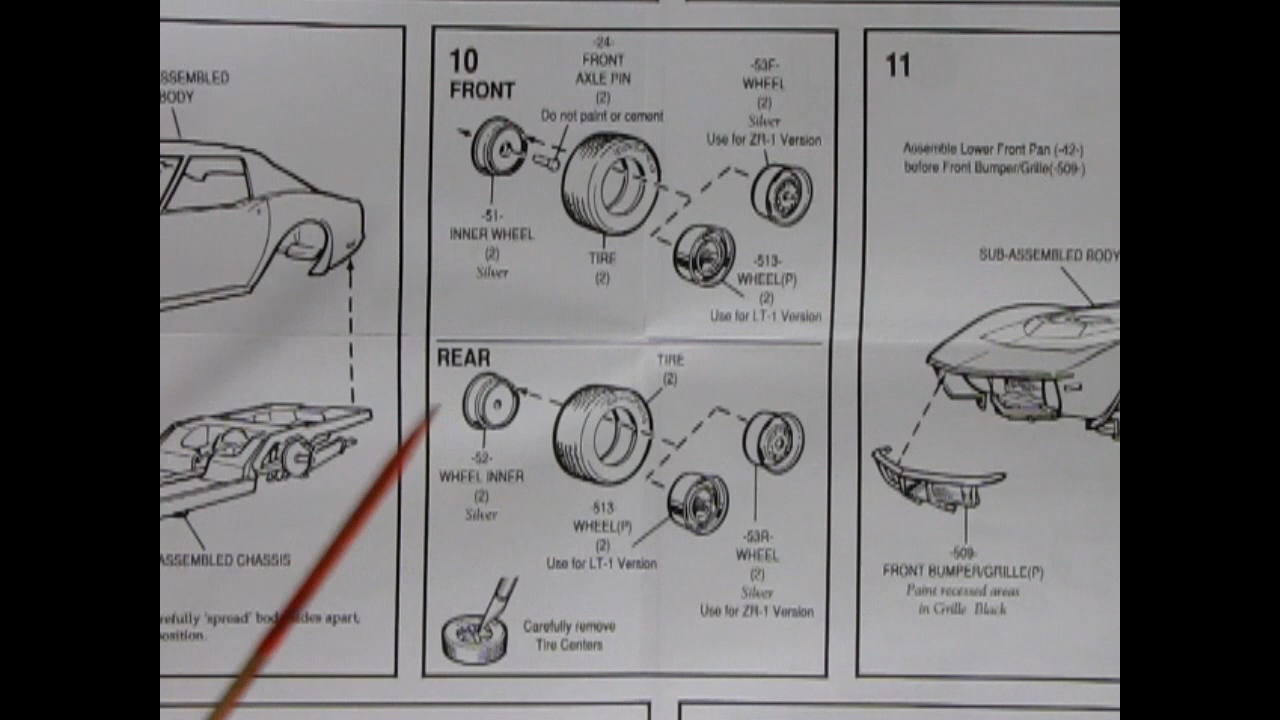 SSEMBLED
BODY
ASSEMBLED CHASSIS
refully 'spread' body sides apart,
osition.
10
FRONT
-24-
FRONT
AXLE PIN
(2)
Do not paint or cement
-53F-
WHEEL
(2)
Silver
Use for ZR-1 Version
-51-
INNER WHEEL
(2)
Silver
TIRE
(2)
-513-
WHEEL(P)
(2)
Use for LT-1 Version
REAR
TIRE
(2)
-52-
WHEEL INNER
(2)
Silver
-513-
WHEEL(P)
(2)
Use for LT-1 Version
-53R-
WHEEL
(2)
Silver
Use for ZR-1 Version
Carefully remove
Tire Centers
11
Assemble Lower Front Pan (-42-)
before Front Bumper/Grille(-509-)
SUB-ASSEMBLED BODY
-509-
FRONT BUMPER/GRILLE(P)
Paint recessed areas
in Grille Black